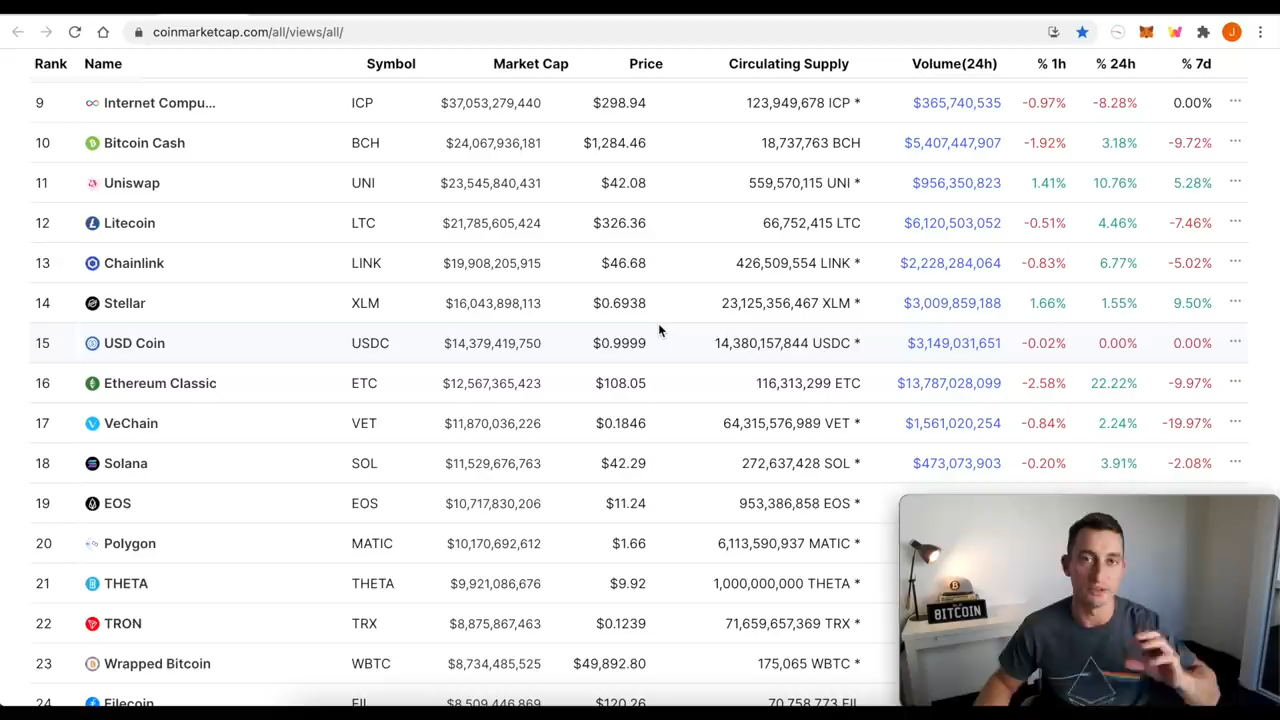 coinmarketcap.com/all/views/all/
J
Rank Name Symbol Market Cap Price Circulating Supply Volume(24h) % 1h % 24h % 7d
9 Internet Compu... ICP $37,053,279,440 $298.94 123,949,678 ICP * $365,740,535 -0.97% -8.28% 0.00%
10 Bitcoin Cash BCH $24,067,936,181 $1,284.46 18,737,763 BCH $5,407,447,907 -1.92% 3.18% -9.72%
11 Uniswap UNI $23,545,840,431 $42.08 559,570,115 UNI * $956,350,823 1.41% 10.76% 5.28%
12 Litecoin LTC $21,785,605,424 $326.36 66,752,415 LTC $6,120,503,052 -0.51% 4.46% -7.46%
13 Chainlink LINK $19,908,205,915 $46.68 426,509,554 LINK * $2,228,284,064 -0.83% 6.77% -5.02%
14 Stellar XLM $16,043,898,113 $0.6938 23,125,356,467 XLM * $3,009,859,188 1.66% 1.55% 9.50%
15 USD Coin USDC $14,379,419,750 $0.9999 14,380,157,844 USDC * $3,149,031,651 -0.02% 0.00% 0.00%
16 Ethereum Classic ETC $12,567,365,423 $108.05 116,313,299 ETC $13,787,028,099 -2.58% 22.22% -9.97%
17 VeChain VET $11,870,036,226 $0.1846 64,315,576,989 VET * $1,561,020,254 -0.84% 2.24% -19.97%
18 Solana SOL $11,529,676,763 $42.29 272,637,428 SOL * $473,073,903 -0.20% 3.91% -2.08%
19 EOS EOS $10,717,830,206 $11.24 953,386,858 EOS *
20 Polygon MATIC $10,170,692,612 $1.66 6,113,590,937 MATIC *
21 THETA THETA $9,921,086,676 $9.92 1,000,000,000 THETA *
22 TRON TRX $8,875,867,463 $0.1239 71,659,657,369 TRX *
23 Wrapped Bitcoin WBTC $8,734,485,525 $49,892.80 175,065 WBTC *
24 Filecoin FIL $8,509,446,869 $120.26 70,758,773 FIL
BITCOIN